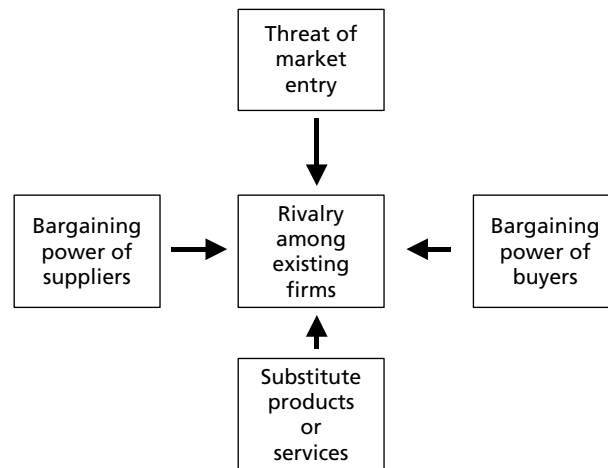 Threat of
market
entry
Bargaining
power of
suppliers
Rivalry
among
existing
firms
Bargaining
power of
buyers
Substitute
products
or
services